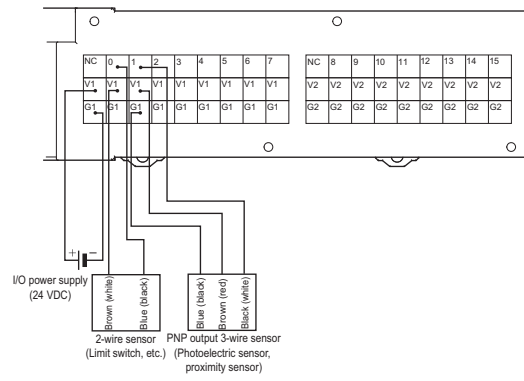 NC 0 1 2 3 4 5 6 7
V1 V1 V1 V1 V1 V1 V1 V1 V1
G1 G1 G1 G1 G1 G1 G1 G1 G1
NC 8 9 10 11 12 13 14 15
V2 V2 V2 V2 V2 V2 V2 V2 V2
G2 G2 G2 G2 G2 G2 G2 G2 G2
+ −
I/O power supply
(24 VDC)
Brown (white)
Blue (black)
2-wire sensor
(Limit switch, etc.)
Blue (black)
Brown (red)
Black (white)
PNP output 3-wire sensor
(Photoelectric sensor,
proximity sensor)